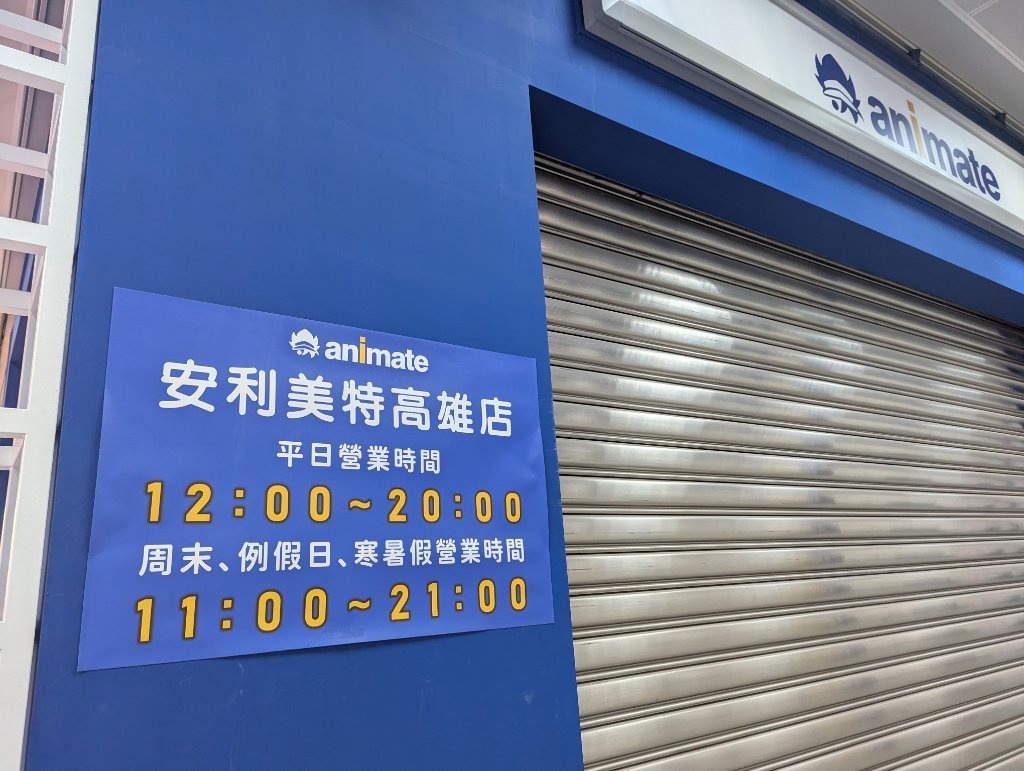 animate
animate
安利美特高雄店
平日營業時間
12:00~20:00
周末、例假日、寒暑假營業時間
11:00~21:00